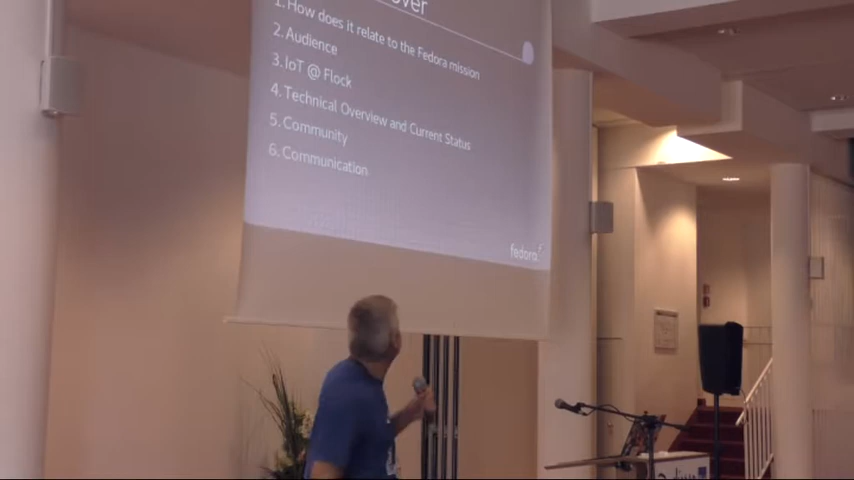 over
1. How does it relate to the Fedora mission
2. Audience
3. IoT @ Flock
4. Technical Overview and Current Status
5. Community
6. Communication
fedora